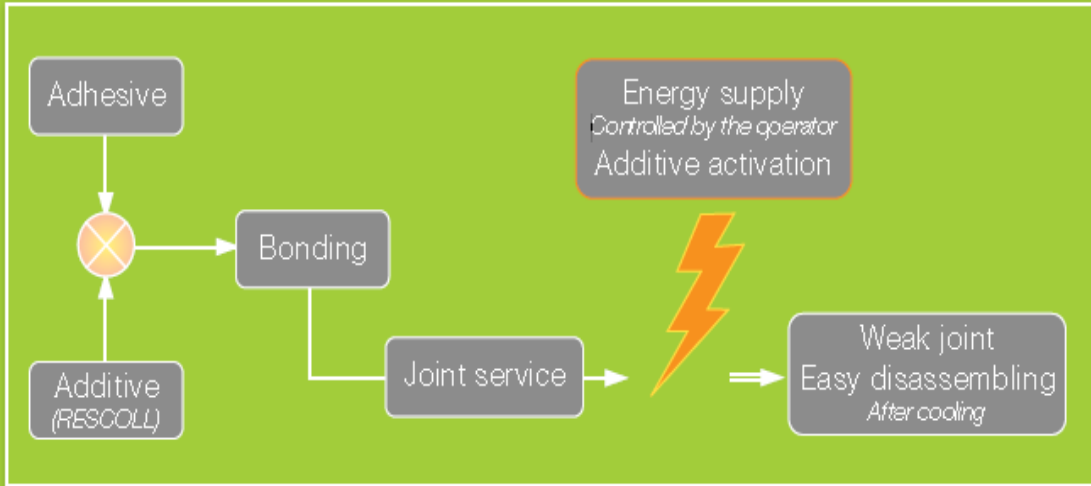 Adhesive
Energy supply
Controlled by the operator
Additive activation
Bonding
Joint service
Weak joint
Easy disassembling
After cooling
Additive
(RESCOLL)